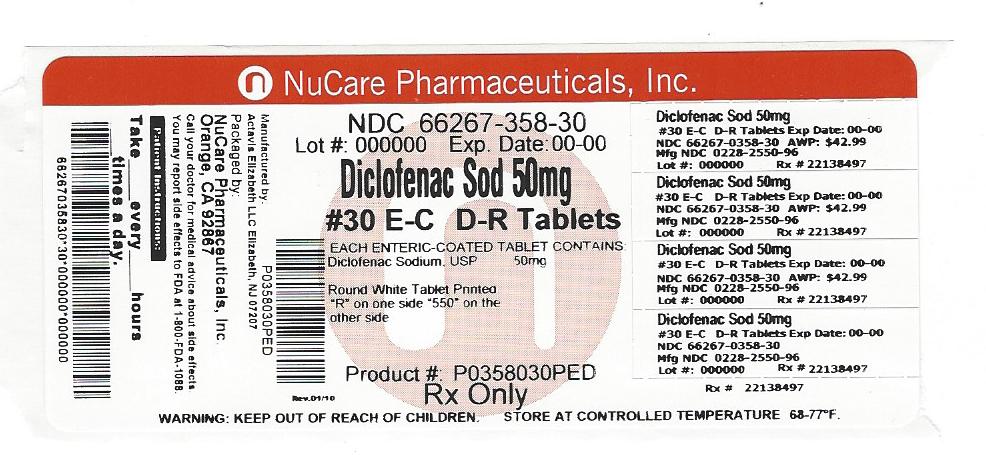 NuCare Pharmaceuticals, Inc.
66267035830*30*0000000*000000
Take ____ every ____ hours
____ times a day.
Patient Instructions:
You may report side effects to FDA at 1-800-FDA-1088.
Call your doctor for medical advice about side effects
Orange, CA 92867
NuCare Pharmaceuticals, Inc.
Packaged by:
Actavis Elizabeth LLC Elizabeth, NJ 07207
Manufactured by:
P0358030PED
Rev.01/10
NDC 66267-358-30
Lot #: 000000 Exp. Date: 00-00
Diclofenac Sod 50mg
#30 E-C D-R Tablets
EACH ENTERIC-COATED TABLET CONTAINS:
Diclofenac Sodium, USP 50mg
Round White Tablet Printed
"R" on one side "550" on the
other side
Product #: P0358030PED
Rx Only
Diclofenac Sod 50mg
#30 E-C D-R Tablets Exp Date: 00-00
NDC 66267-0358-30 AWP: $42.99
Mfg NDC 0228-2550-96
Lot #: 000000 Rx # 22138497
Diclofenac Sod 50mg
#30 E-C D-R Tablets Exp Date: 00-00
NDC 66267-0358-30 AWP: $42.99
Mfg NDC 0228-2550-96
Lot #: 000000 Rx # 22138497
Diclofenac Sod 50mg
#30 E-C D-R Tablets Exp Date: 00-00
NDC 66267-0358-30 AWP: $42.99
Mfg NDC 0228-2550-96
Lot #: 000000 Rx # 22138497
Diclofenac Sod 50mg
#30 E-C D-R Tablets Exp Date: 00-00
NDC 66267-0358-30
Mfg NDC 0228-2550-96
Lot #: 000000 Rx # 22138497
Rx # 22138497
WARNING: KEEP OUT OF REACH OF CHILDREN. STORE AT CONTROLLED TEMPERATURE 68-77°F.